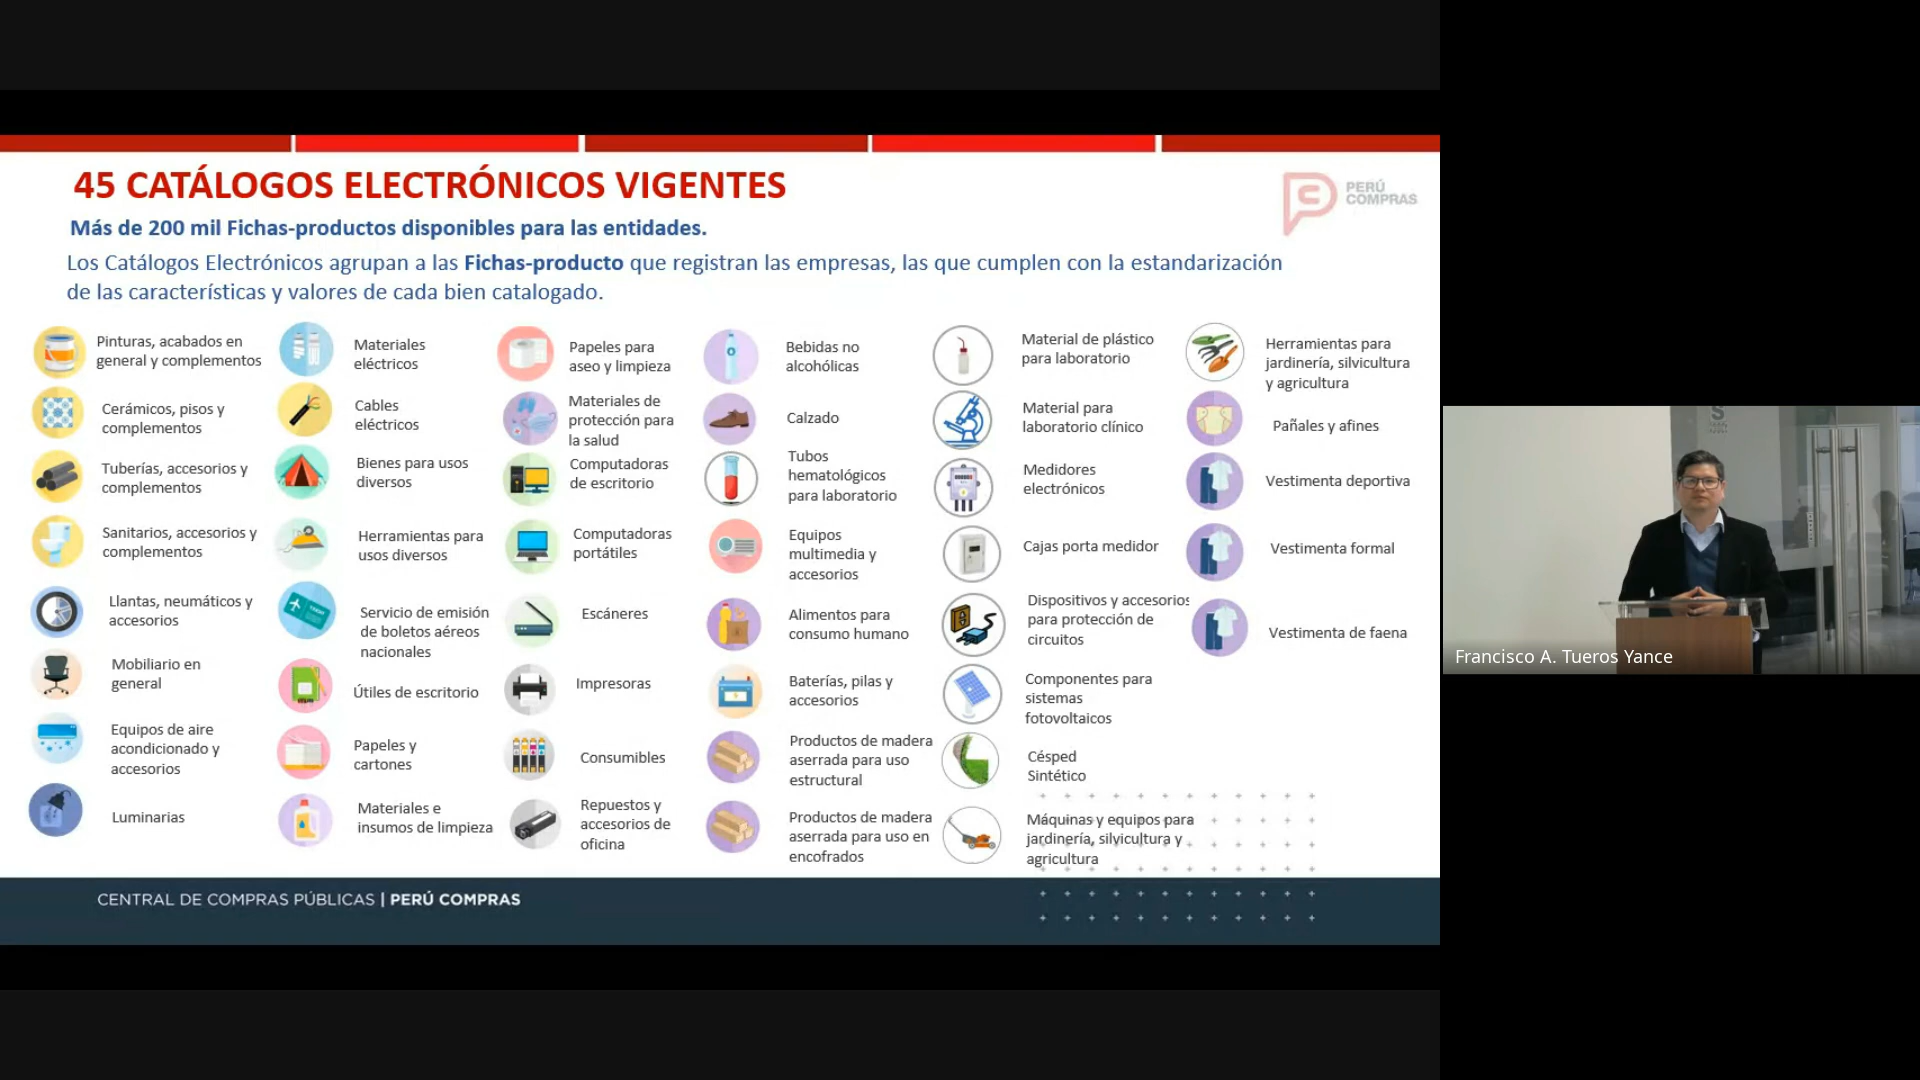 45 CATÁLOGOS ELECTRÓNICOS VIGENTES
PERÚ
COMPRAS
Más de 200 mil Fichas-productos disponibles para las entidades.
Los Catálogos Electrónicos agrupan a las Fichas-producto que registran las empresas, las que cumplen con la estandarización
de las características y valores de cada bien catalogado.
Pinturas, acabados en
general y complementos
Cerámicos, pisos y
complementos
Tuberías, accesorios y
complementos
Sanitarios, accesorios y
complementos
Llantas, neumáticos y
accesorios
Mobiliario en
general
Equipos de aire
acondicionado y
accesorios
Luminarias
Materiales
eléctricos
Cables
eléctricos
Bienes para usos
diversos
Herramientas para
usos diversos
Servicio de emisión
de boletos aéreos
nacionales
Útiles de escritorio
Papeles y
cartones
Materiales e
insumos de limpieza
Papeles para
aseo y limpieza
Materiales de
protección para
la salud
Computadoras
de escritorio
Computadoras
portátiles
Escáneres
Impresoras
Consumibles
Repuestos y
accesorios de
oficina
Bebidas no
alcohólicas
Calzado
Tubos
hematológicos
para laboratorio
Equipos
multimedia y
accesorios
Alimentos para
consumo humano
Baterías, pilas y
accesorios
Productos de madera
aserrada para uso
estructural
Productos de madera
aserrada para uso en
encofrados
Material de plástico
para laboratorio
Material para
laboratorio clínico
Medidores
electrónicos
Cajas porta medidor
Dispositivos y accesorios
para protección de
circuitos
Componentes para
sistemas
fotovoltaicos
Césped
Sintético
Máquinas y equipos para
jardinería, silvicultura y
agricultura
Herramientas para
jardinería, silvicultura
y agricultura
Pañales y afines
Vestimenta deportiva
Vestimenta formal
Vestimenta de faena
CENTRAL DE COMPRAS PÚBLICAS | PERÚ COMPRAS
Francisco A. Tueros Yance